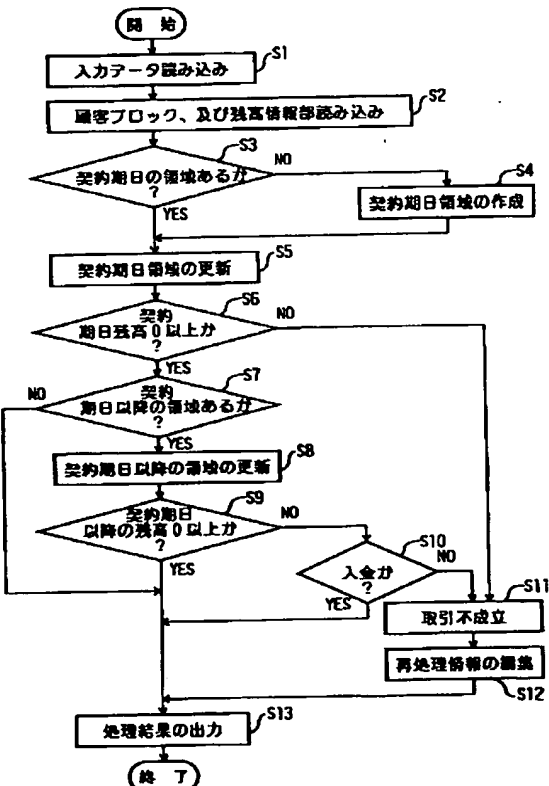 開 始
S1
入力データ読み込み
S2
顧客ブロック、及び残高情報部読み込み
S3
NO
契約期日の領域あるか
?
YES
S4
契約期日領域の作成
S5
契約期日領域の更新
S6
契約
NO
期日残高0以上か
?
YES
S7
NO
契約
期日以降の領域あるか
?
YES
S8
契約期日以降の領域の更新
S9
契約期日
NO
以降の残高0以上か
?
YES
S10
NO
入金か
?
YES
S11
取引不成立
再処理情報の編集
S12
S13
処理結果の出力
終 了